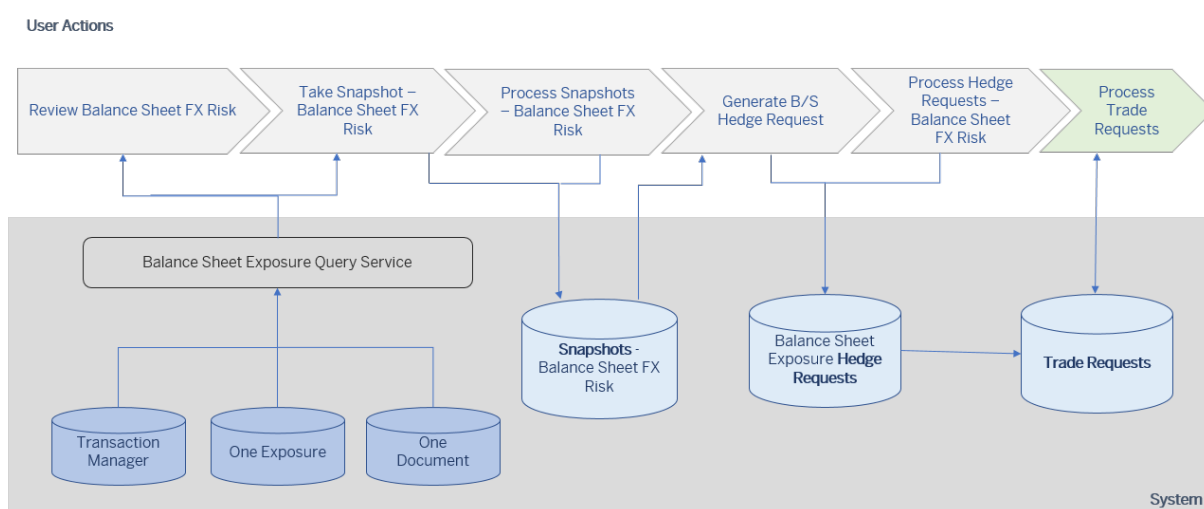 User Actions
Review Balance Sheet FX Risk
Take Snapshot –
Balance Sheet FX
Risk
Process Snapshots
– Balance Sheet FX
Risk
Generate B/S
Hedge Request
Process Hedge
Requests –
Balance Sheet
FX Risk
Process
Trade
Requests
Balance Sheet Exposure Query Service
Snapshots -
Balance Sheet FX
Risk
Balance Sheet
Exposure Hedge
Requests
Trade Requests
Transaction
Manager
One Exposure
One
Document
System